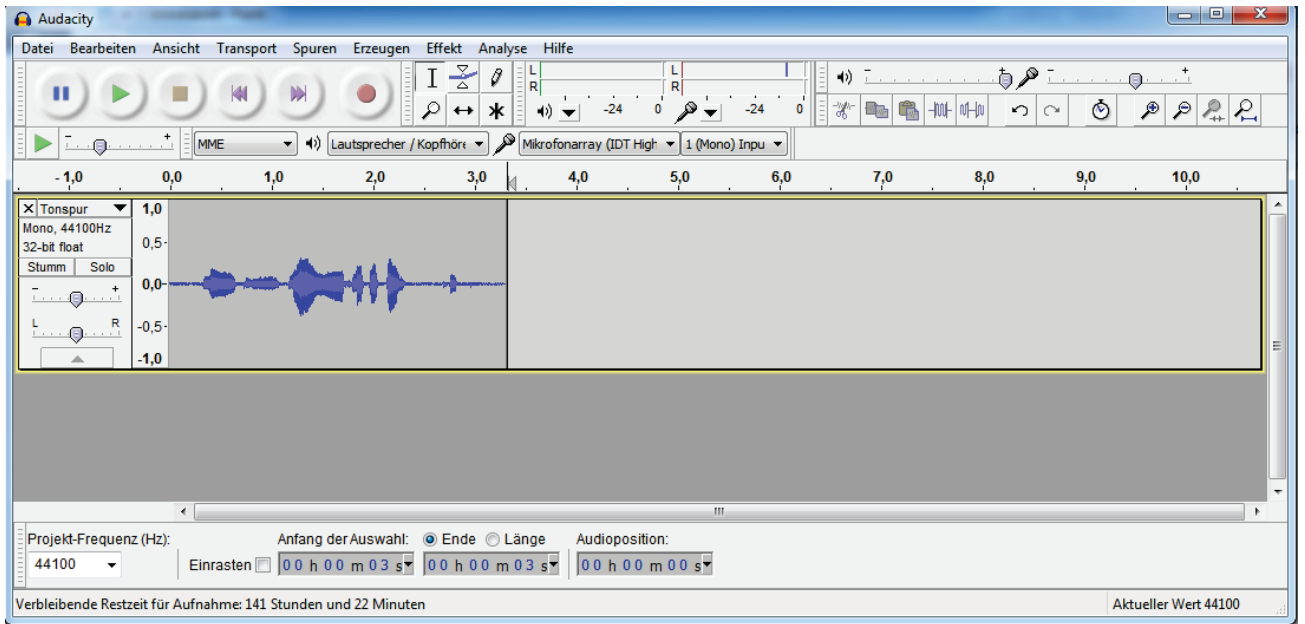 Audacity
Datei Bearbeiten Ansicht Transport Spuren Erzeugen Effekt Analyse Hilfe
L
R
-24 0
L
R
-24 0
MME
Lautsprecher / Kopfhöre
Mikrofonarray (IDT High
1 (Mono) Inpu
- 1,0 0,0 1,0 2,0 3,0 4,0 5,0 6,0 7,0 8,0 9,0 10,0
X Tonspur
Mono, 44100Hz
32-bit float
Stumm Solo
- +
L R
1,0
0,5
0,0
-0,5
-1,0
Projekt-Frequenz (Hz): Anfang der Auswahl: Ende Länge Audioposition:
44100 Einrasten 00 h 00 m 03 s 00 h 00 m 03 s 00 h 00 m 00 s
Verbleibende Restzeit für Aufnahme: 141 Stunden und 22 Minuten Aktueller Wert 44100